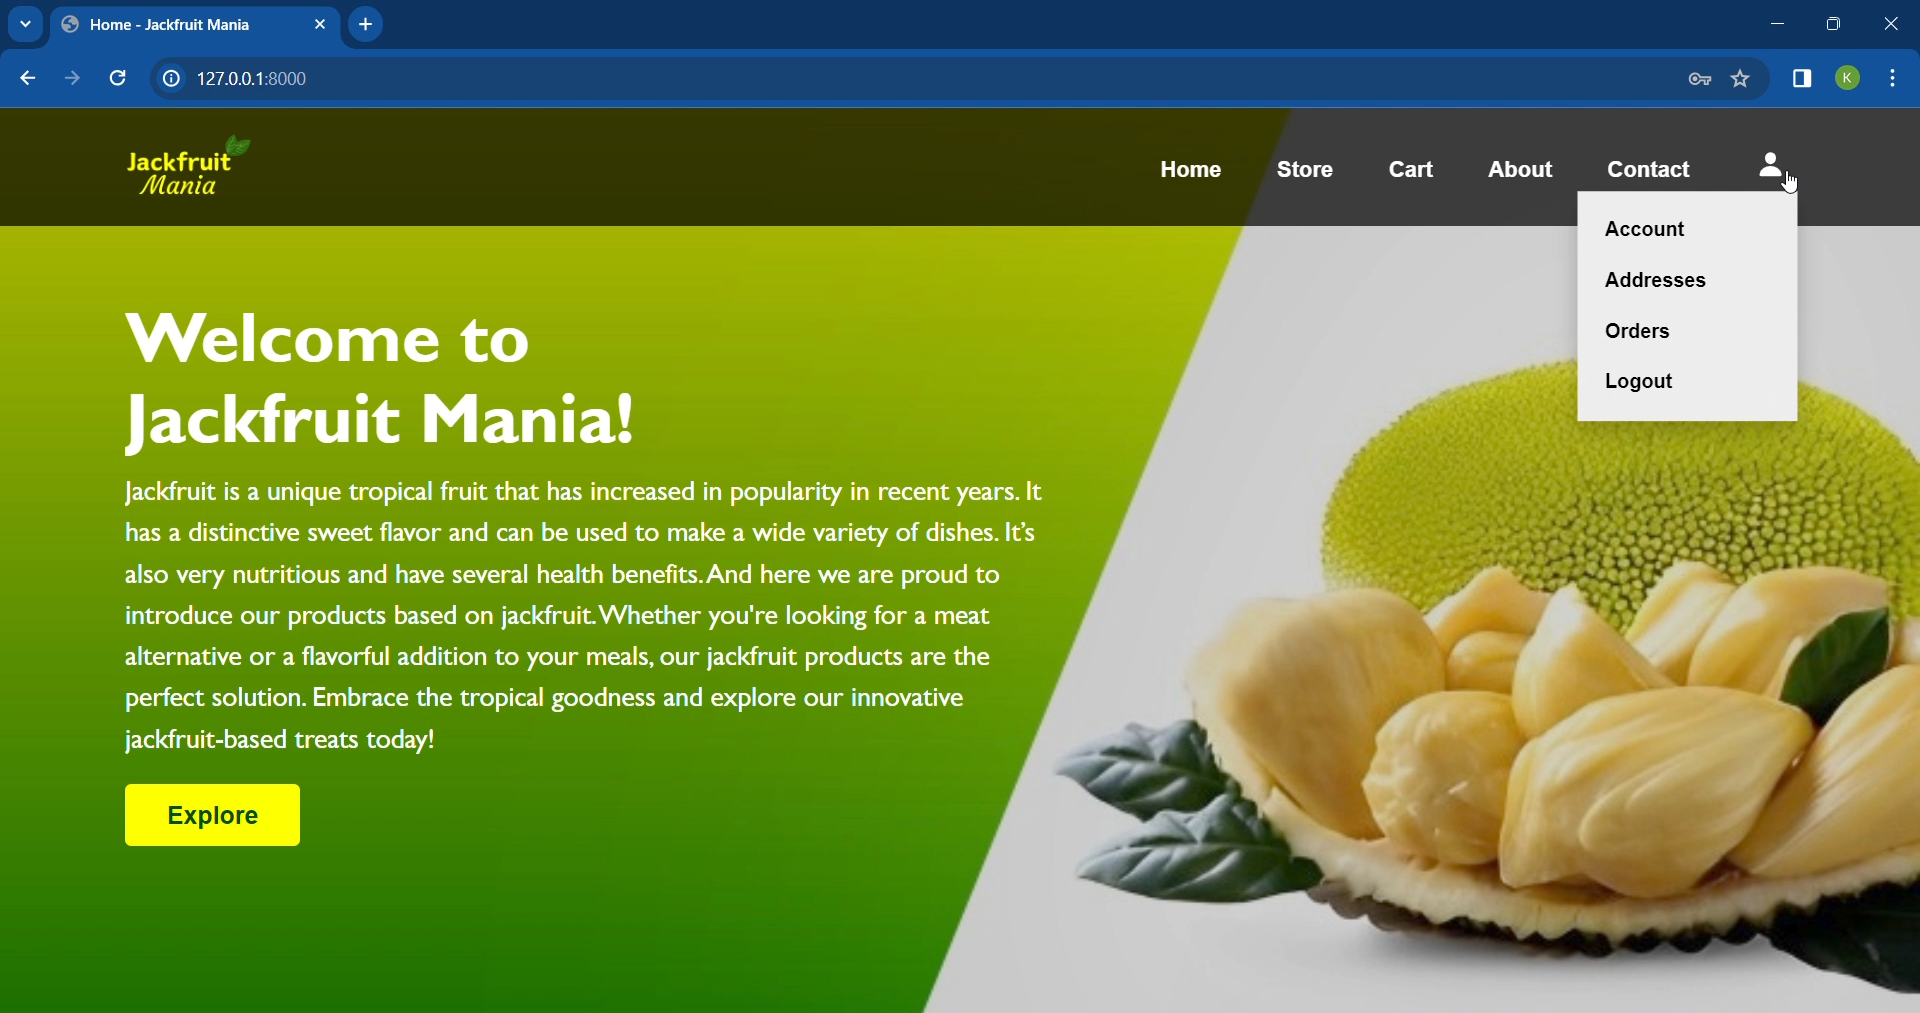 Home - Jackfruit Mania
127.0.0.1:8000
K
Jackfruit
Mania
Home Store Cart About Contact
Account
Addresses
Orders
Logout
Welcome to
Jackfruit Mania!
Jackfruit is a unique tropical fruit that has increased in popularity in recent years. It
has a distinctive sweet flavor and can be used to make a wide variety of dishes. It's
also very nutritious and have several health benefits. And here we are proud to
introduce our products based on jackfruit. Whether you're looking for a meat
alternative or a flavorful addition to your meals, our jackfruit products are the
perfect solution. Embrace the tropical goodness and explore our innovative
jackfruit-based treats today!
Explore